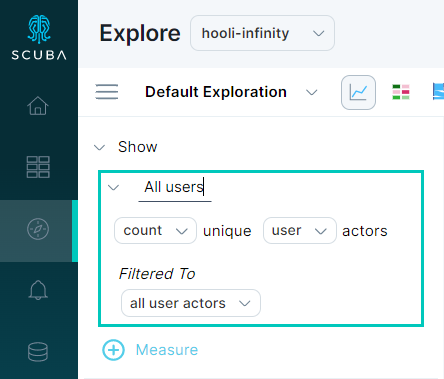 SCUBA
Explore hooli-infinity
Default Exploration
Show
All users
count unique user actors
Filtered To
all user actors
Measure